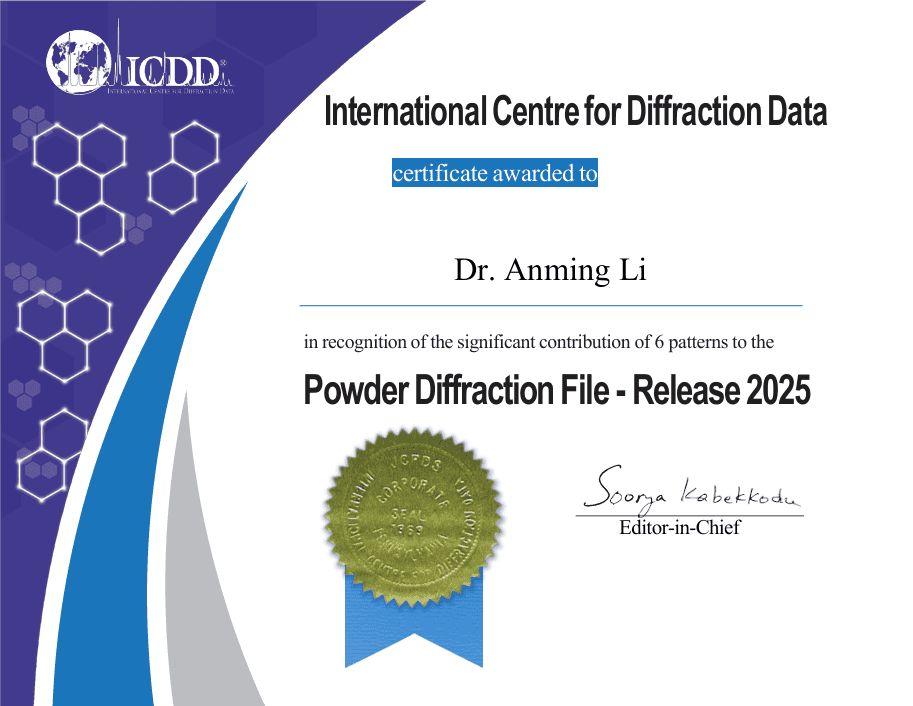 ICDD®
INTERNATIONAL CENTRE FOR DIFFRACTION DATA
International Centre for Diffraction Data
certificate awarded to
Dr. Anming Li
in recognition of the significant contribution of 6 patterns to the
Powder Diffraction File - Release 2025
JCPDS
INTERNATIONAL CENTRE FOR DIFFRACTION DATA
CORPORATE
SEAL
1969
PENNSYLVANIA
Soorya Kabekkodu
Editor-in-Chief